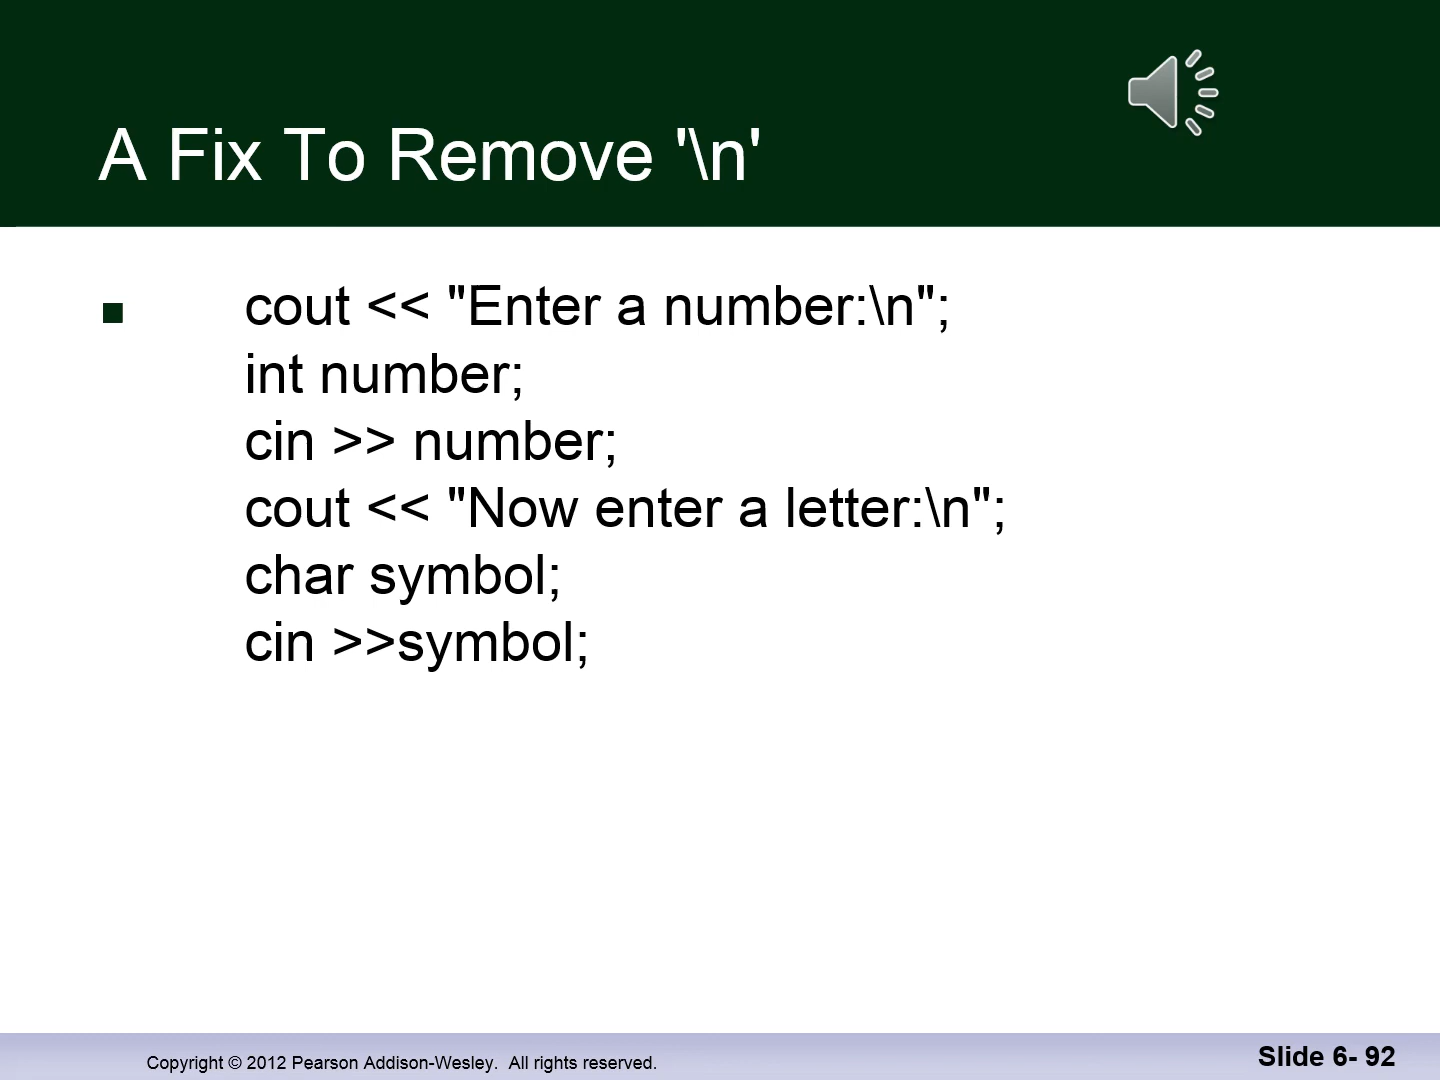 A Fix To Remove '\n'
cout << "Enter a number:\n";
int number;
cin >> number;
cout << "Now enter a letter:\n";
char symbol;
cin >>symbol;
Copyright © 2012 Pearson Addison-Wesley.  All rights reserved.
Slide 6- 92